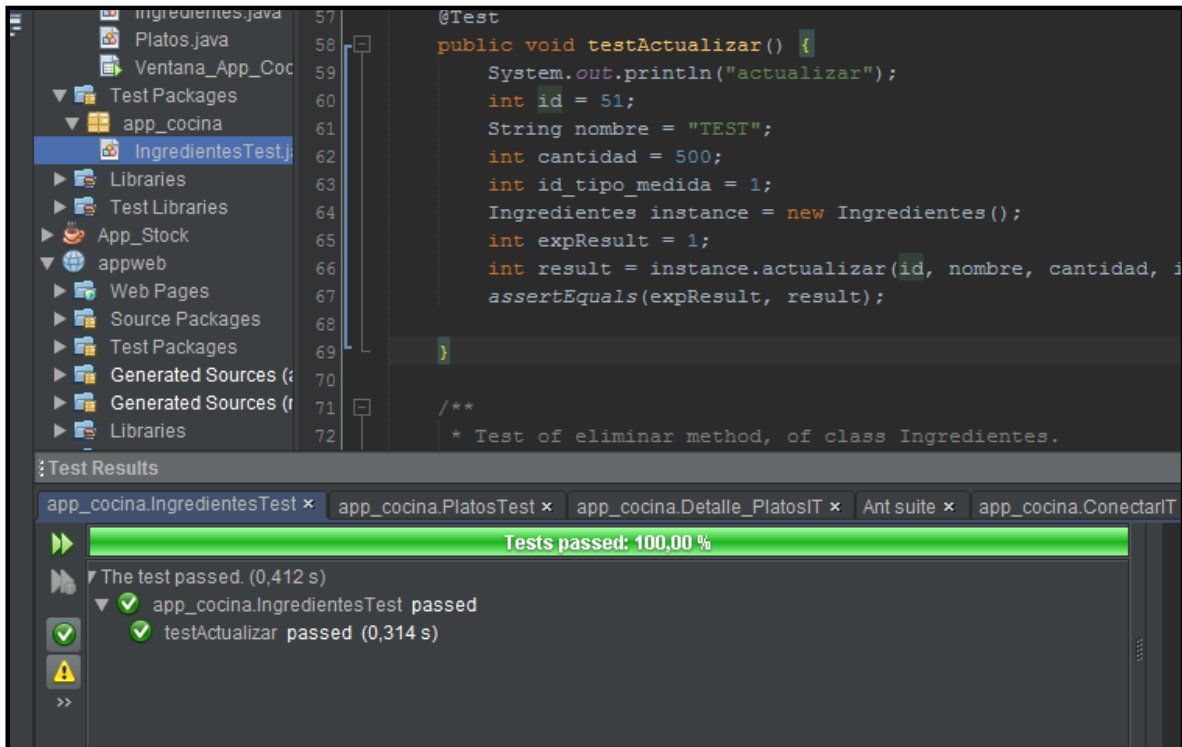 Ingredientes.java
Platos.java
Ventana_App_Coc
Test Packages
app_cocina
IngredientesTest.ja
Libraries
Test Libraries
App_Stock
appweb
Web Pages
Source Packages
Test Packages
Generated Sources (a
Generated Sources (r
Libraries
57 @Test
58 public void testActualizar() {
59 System.out.println("actualizar");
60 int id = 51;
61 String nombre = "TEST";
62 int cantidad = 500;
63 int id_tipo_medida = 1;
64 Ingredientes instance = new Ingredientes();
65 int expResult = 1;
66 int result = instance.actualizar(id, nombre, cantidad, i
67 assertEquals(expResult, result);
68
69 }
70
71 /**
72 * Test of eliminar method, of class Ingredientes.
Test Results
app_cocina.IngredientesTest × app_cocina.PlatosTest × app_cocina.Detalle_PlatosIT × Ant suite × app_cocina.ConectarIT
Tests passed: 100,00 %
The test passed. (0,412 s)
app_cocina.IngredientesTest passed
testActualizar passed (0,314 s)
>>